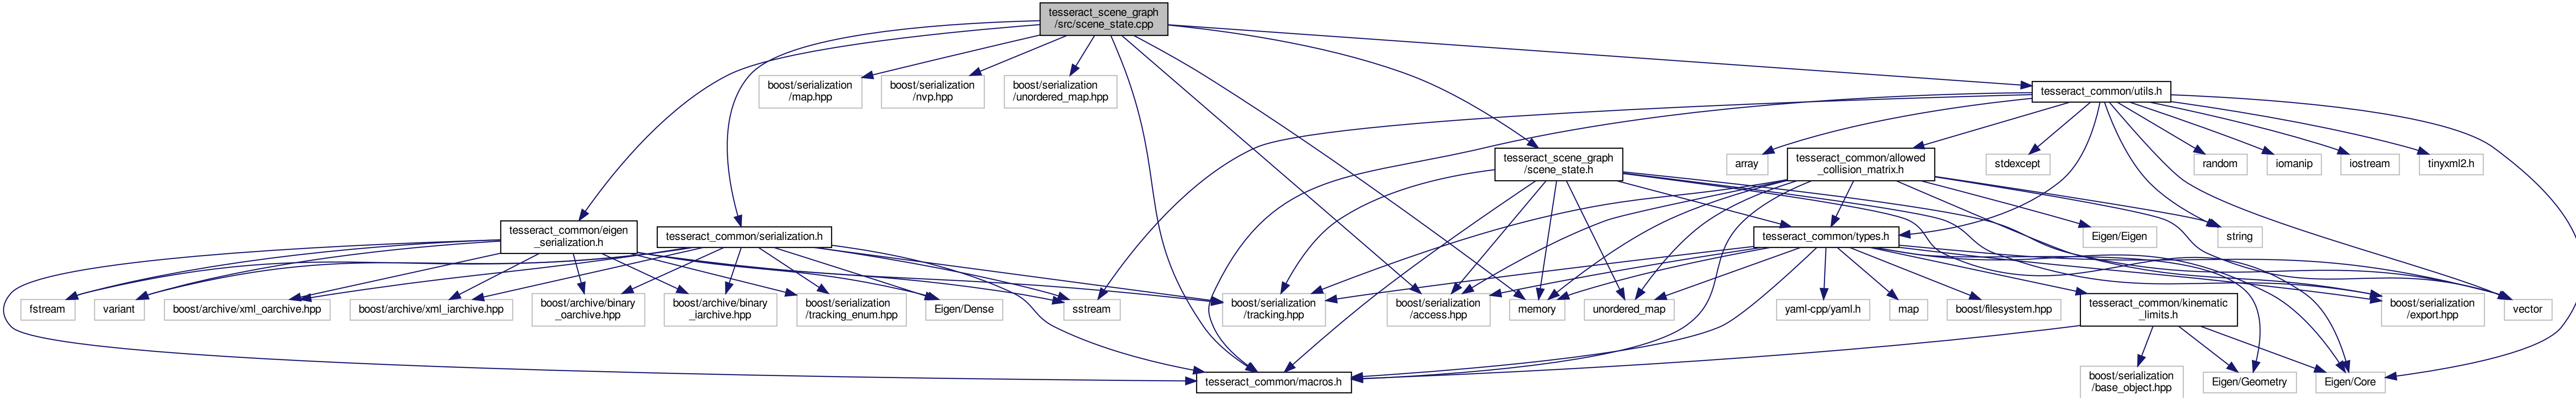 tesseract_scene_graph
/src/scene_state.cpp
boost/serialization
/map.hpp
boost/serialization
/nvp.hpp
boost/serialization
/unordered_map.hpp
tesseract_common/utils.h
tesseract_scene_graph
/scene_state.h
array
tesseract_common/allowed
_collision_matrix.h
stdexcept
random
iomanip
iostream
tinyxml2.h
tesseract_common/eigen
_serialization.h
tesseract_common/serialization.h
tesseract_common/types.h
Eigen/Eigen
string
fstream
variant
boost/archive/xml_oarchive.hpp
boost/archive/xml_iarchive.hpp
boost/archive/binary
_oarchive.hpp
boost/archive/binary
_iarchive.hpp
boost/serialization
/tracking_enum.hpp
Eigen/Dense
sstream
boost/serialization
/tracking.hpp
boost/serialization
/access.hpp
memory
unordered_map
yaml-cpp/yaml.h
map
boost/filesystem.hpp
tesseract_common/kinematic
_limits.h
boost/serialization
/export.hpp
vector
tesseract_common/macros.h
boost/serialization
/base_object.hpp
Eigen/Geometry
Eigen/Core